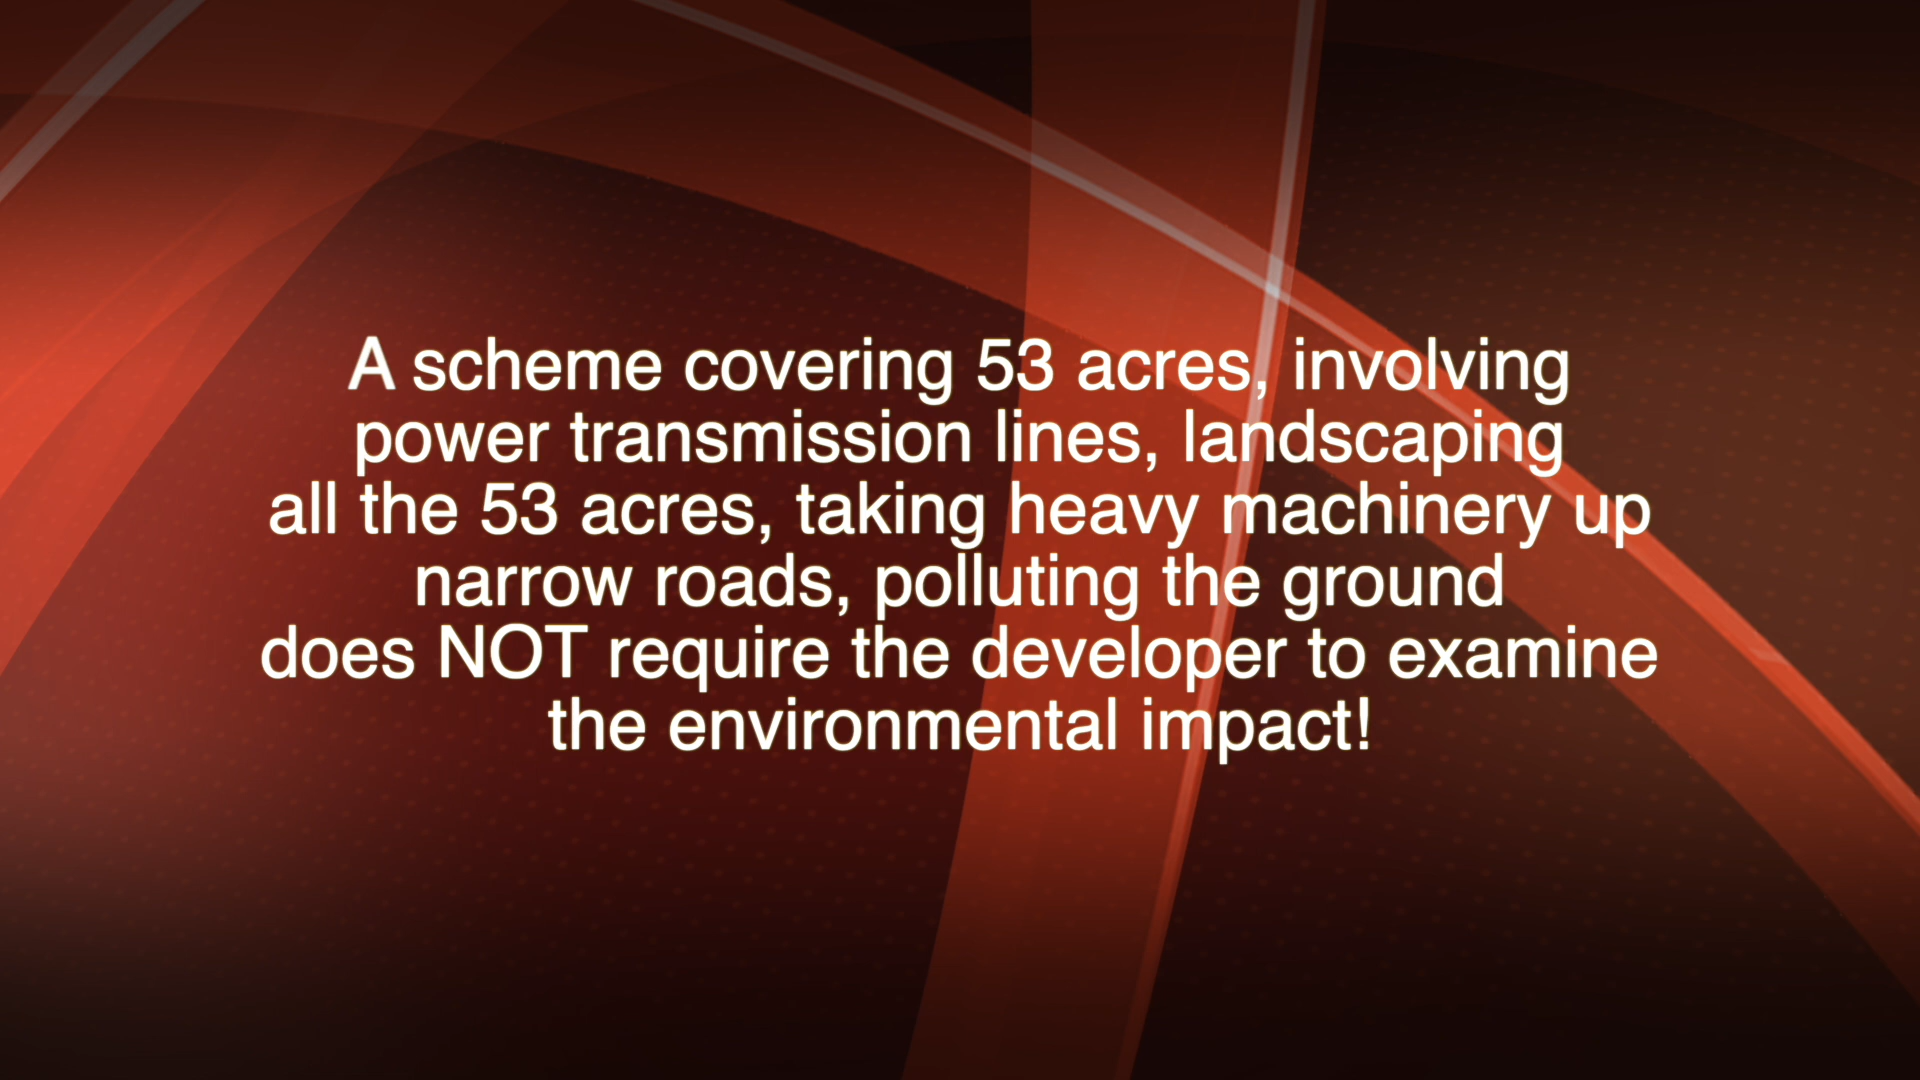 A scheme covering 53 acres, involving
power transmission lines, landscaping
all the 53 acres, taking heavy machinery up
narrow roads, polluting the ground
does NOT require the developer to examine
the environmental impact!